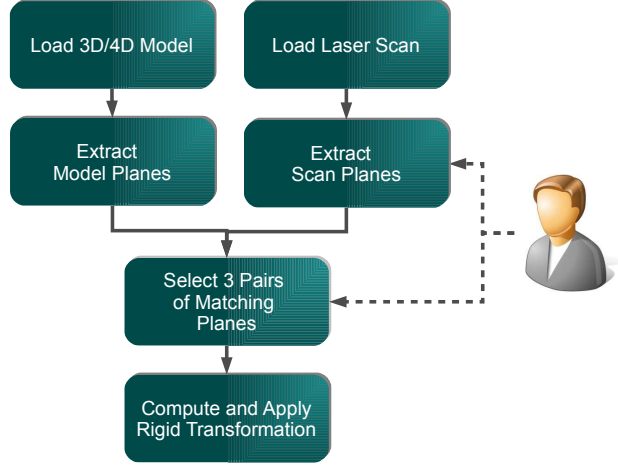 Load 3D/4D Model
Load Laser Scan
Extract
Model Planes
Extract
Scan Planes
Select 3 Pairs
of Matching
Planes
Compute and Apply
Rigid Transformation